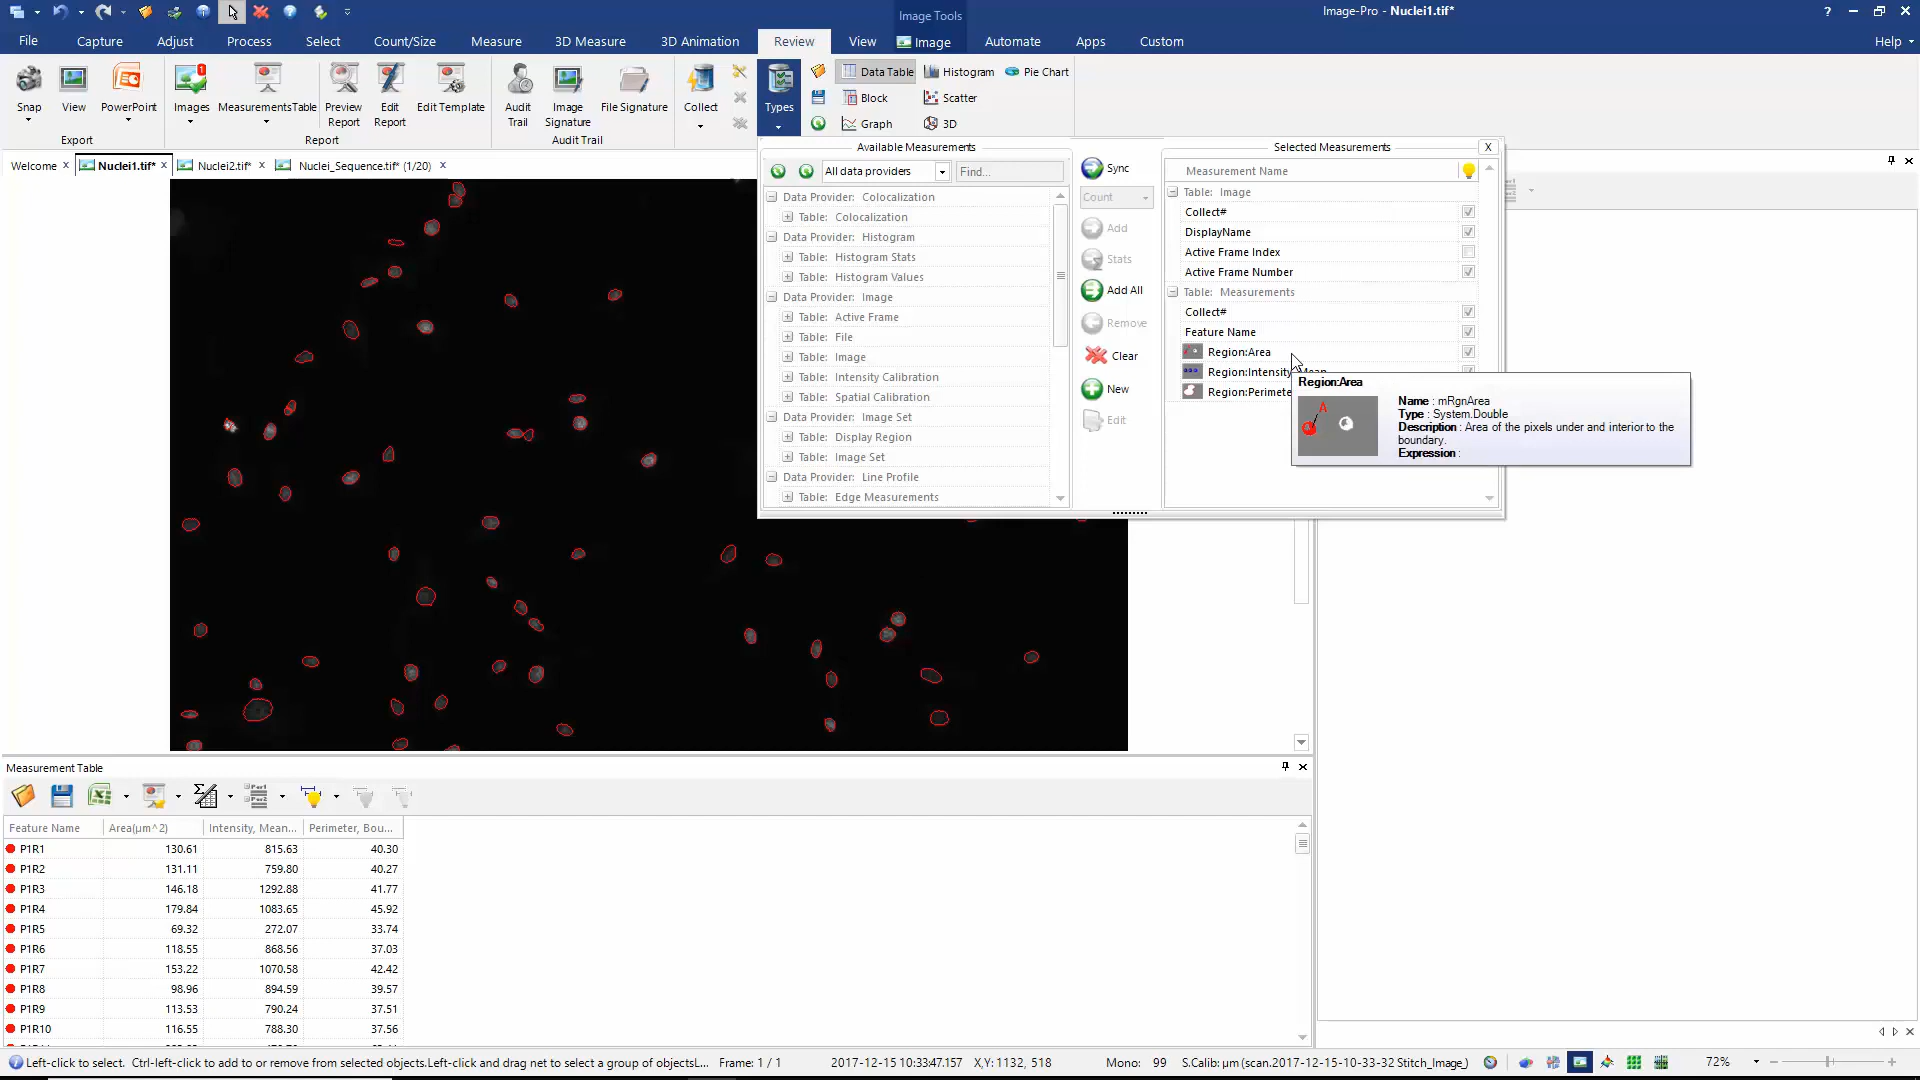 Image Tools
Image-Pro - Nuclei1.tif*
File Capture Adjust Process Select Count/Size Measure 3D Measure 3D Animation Review View Image Automate Apps Custom Help
Snap View PowerPoint Images MeasurementsTable Preview Report Edit Report Edit Template Audit Trail Image Signature File Signature Collect Types
Data Table Histogram Pie Chart
Block Scatter
Graph 3D
Export Report Audit Trail
Welcome Nuclei1.tif* Nuclei2.tif* Nuclei_Sequence.tif* (1/20)
Available Measurements
All data providers Find...
Data Provider: Colocalization
Table: Colocalization
Data Provider: Histogram
Table: Histogram Stats
Table: Histogram Values
Data Provider: Image
Table: Active Frame
Table: File
Table: Image
Table: Intensity Calibration
Table: Spatial Calibration
Data Provider: Image Set
Table: Display Region
Table: Image Set
Data Provider: Line Profile
Table: Edge Measurements
Sync
Count
Add
Stats
Add All
Remove
Clear
New
Edit
Selected Measurements X
Measurement Name
Table: Image
Collect#
DisplayName
Active Frame Index
Active Frame Number
Table: Measurements
Collect#
Feature Name
Region:Area
Region:Intensity
Region:Perimete
Region:Area
A
Name : mRgnArea
Type : System.Double
Description : Area of the pixels under and interior to the
boundary.
Expression :
Measurement Table
Feature Name Area(µm^2) Intensity, Mean... Perimeter, Bou...
P1R1 130.61 815.63 40.30
P1R2 131.11 759.80 40.27
P1R3 146.18 1292.88 41.77
P1R4 179.84 1083.65 45.92
P1R5 69.32 272.07 33.74
P1R6 118.55 868.56 37.03
P1R7 153.22 1070.58 42.42
P1R8 98.96 894.59 39.57
P1R9 113.53 790.24 37.51
P1R10 116.55 788.30 37.56
Left-click to select. Ctrl-left-click to add to or remove from selected objects.Left-click and drag net to select a group of objectsL... Frame: 1 / 1 2017-12-15 10:33:47.157 X,Y: 1132, 518 Mono: 99 S.Calib: µm (scan.2017-12-15-10-33-32 Stitch_Image_) 72%